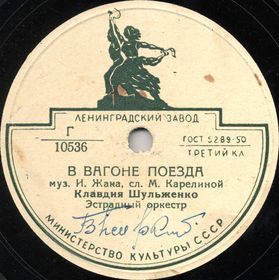 ЛЕНИНГРАДСКИЙ ЗАВОД
Г
10536
ГОСТ 5289-50
ТРЕТИЙ КЛ
В ВАГОНЕ ПОЕЗДА
муз. И. Жана, сл. М. Карелиной
Клавдия Шульженко
Эстрадный оркестр
МИНИСТЕРСТВО КУЛЬТУРЫ СССР